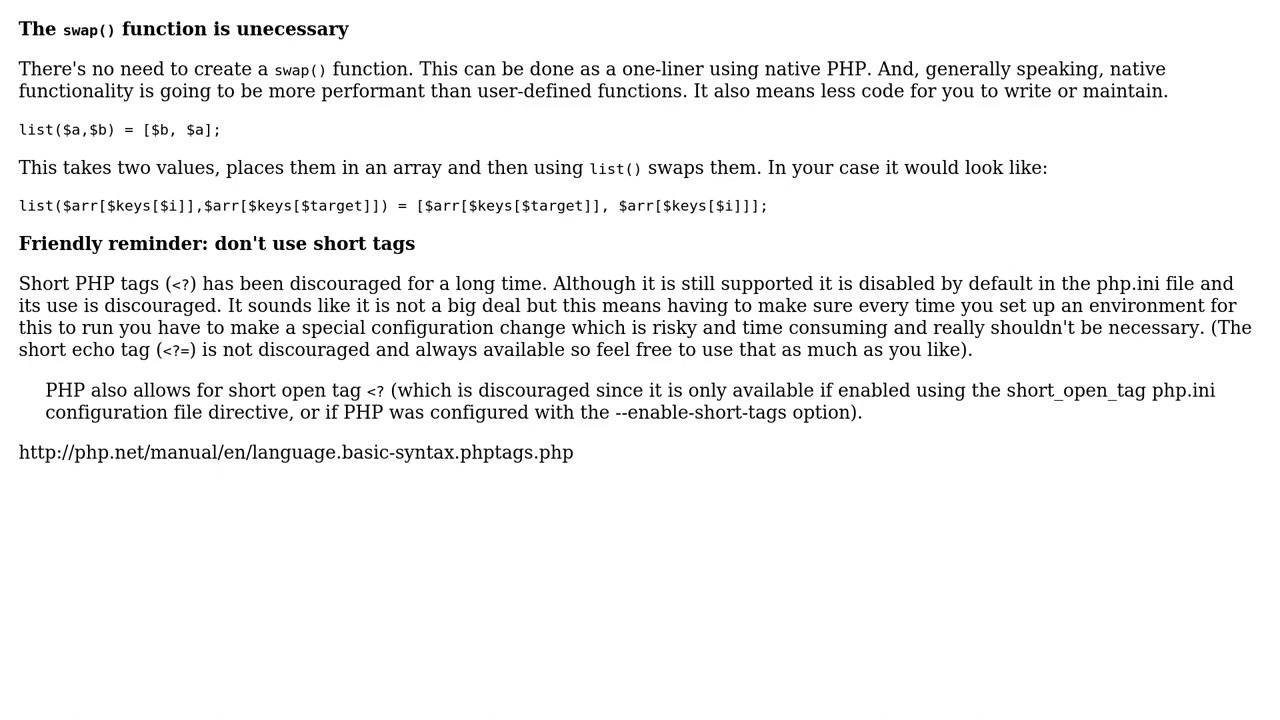 The swap() function is unecessary
There's no need to create a swap() function. This can be done as a one-liner using native PHP. And, generally speaking, native
functionality is going to be more performant than user-defined functions. It also means less code for you to write or maintain.
list($a,$b) = [$b, $a];
This takes two values, places them in an array and then using list() swaps them. In your case it would look like:
list($arr[$keys[$i]],$arr[$keys[$target]]) = [$arr[$keys[$target]], $arr[$keys[$i]]];
Friendly reminder: don't use short tags
Short PHP tags (<?) has been discouraged for a long time. Although it is still supported it is disabled by default in the php.ini file and
its use is discouraged. It sounds like it is not a big deal but this means having to make sure every time you set up an environment for
this to run you have to make a special configuration change which is risky and time consuming and really shouldn't be necessary. (The
short echo tag (<?=) is not discouraged and always available so feel free to use that as much as you like).
PHP also allows for short open tag <? (which is discouraged since it is only available if enabled using the short_open_tag php.ini
configuration file directive, or if PHP was configured with the --enable-short-tags option).
http://php.net/manual/en/language.basic-syntax.phptags.php